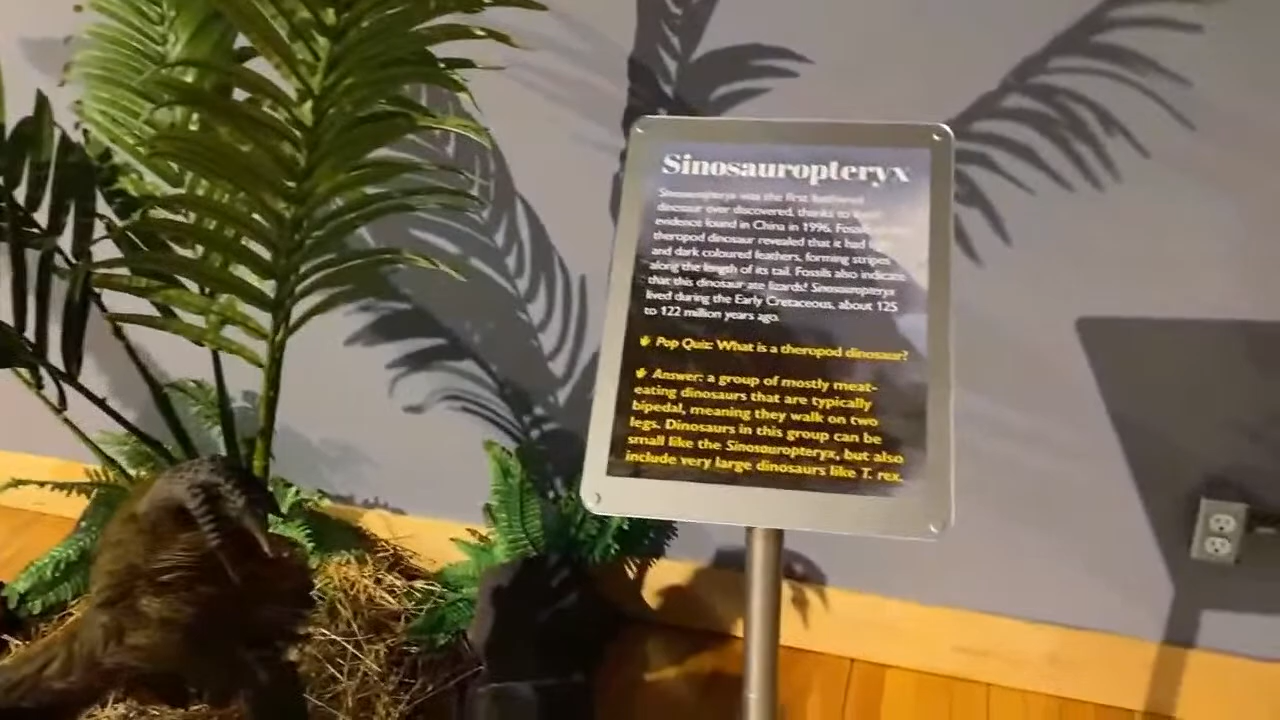 Sinosauropteryx
Sinosauropteryx was the first feathered
dinosaur ever discovered, thanks to
evidence found in China in 1996.
theropod dinosaur revealed that it had
and dark coloured feathers, forming stripes
along the length of its tail. Fossils also indicate
that this dinosaur ate lizards! Sinosauropteryx
lived during the Early Cretaceous, about 125
to 122 million years ago.
Pop Quiz: What is a theropod dinosaur?
Answer: a group of mostly meat-
eating dinosaurs that are typically
bipedal, meaning they walk on two
legs. Dinosaurs in this group can be
small like the Sinosauropteryx, but also
include very large dinosaurs like T. rex.